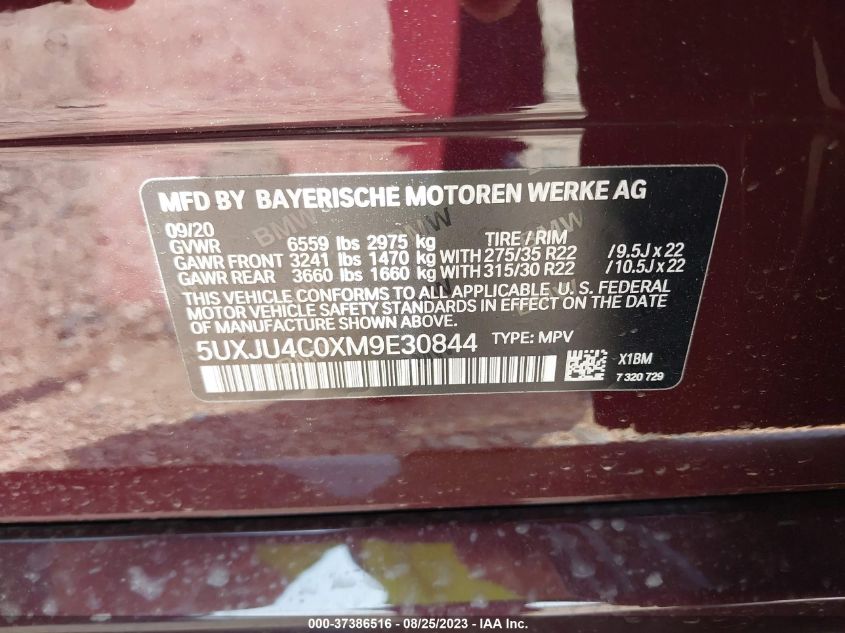 MFD BY BAYERISCHE MOTOREN WERKE AG
09/20
GVWR 6559 lbs 2975 kg TIRE / RIM
GAWR FRONT 3241 lbs 1470 kg WITH 275/35 R22 / 9.5J x 22
GAWR REAR 3660 lbs 1660 kg WITH 315/30 R22 / 10.5J x 22
THIS VEHICLE CONFORMS TO ALL APPLICABLE U. S. FEDERAL
MOTOR VEHICLE SAFETY STANDARDS IN EFFECT ON THE DATE
OF MANUFACTURE SHOWN ABOVE.
5UXJU4C0XM9E30844 TYPE: MPV
X1BM
7 320 729
000-37386516 - 08/25/2023 - © IAA, Inc.